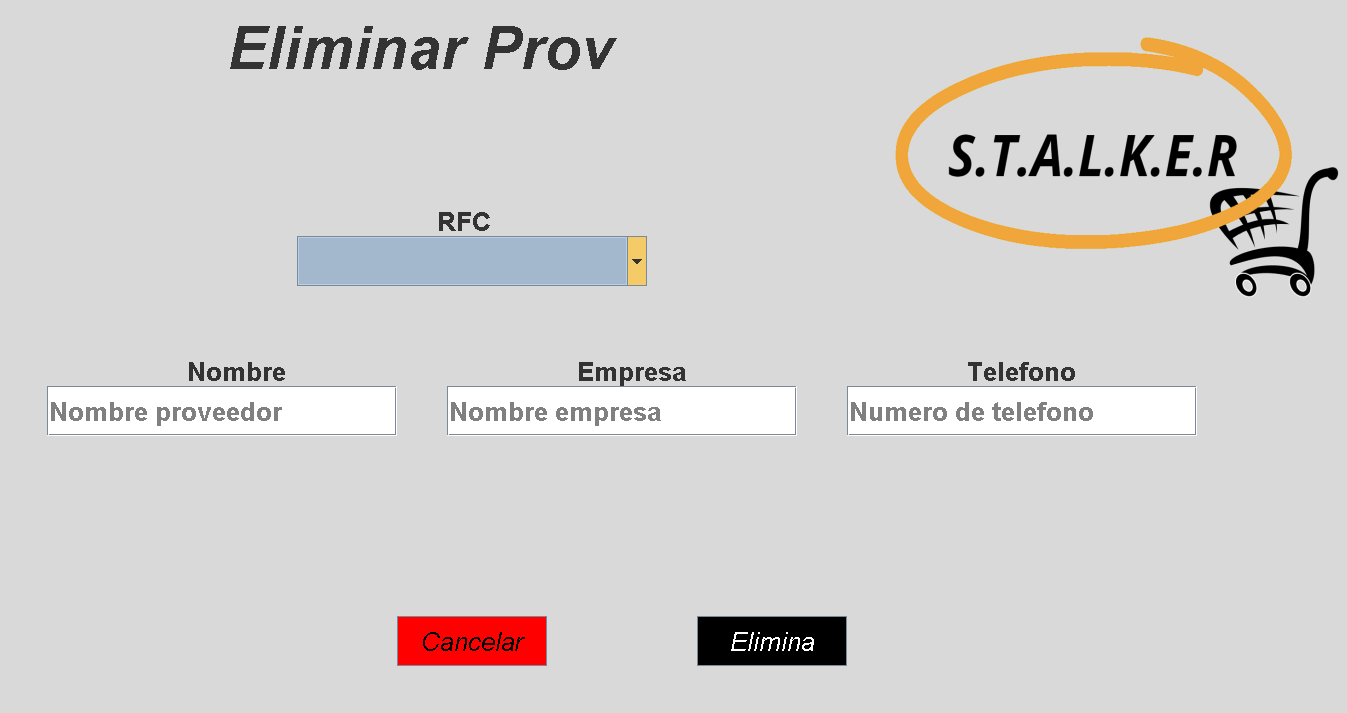 Eliminar Prov
S.T.A.L.K.E.R
RFC
Nombre
Empresa
Telefono
Nombre proveedor
Nombre empresa
Numero de telefono
Cancelar
Elimina